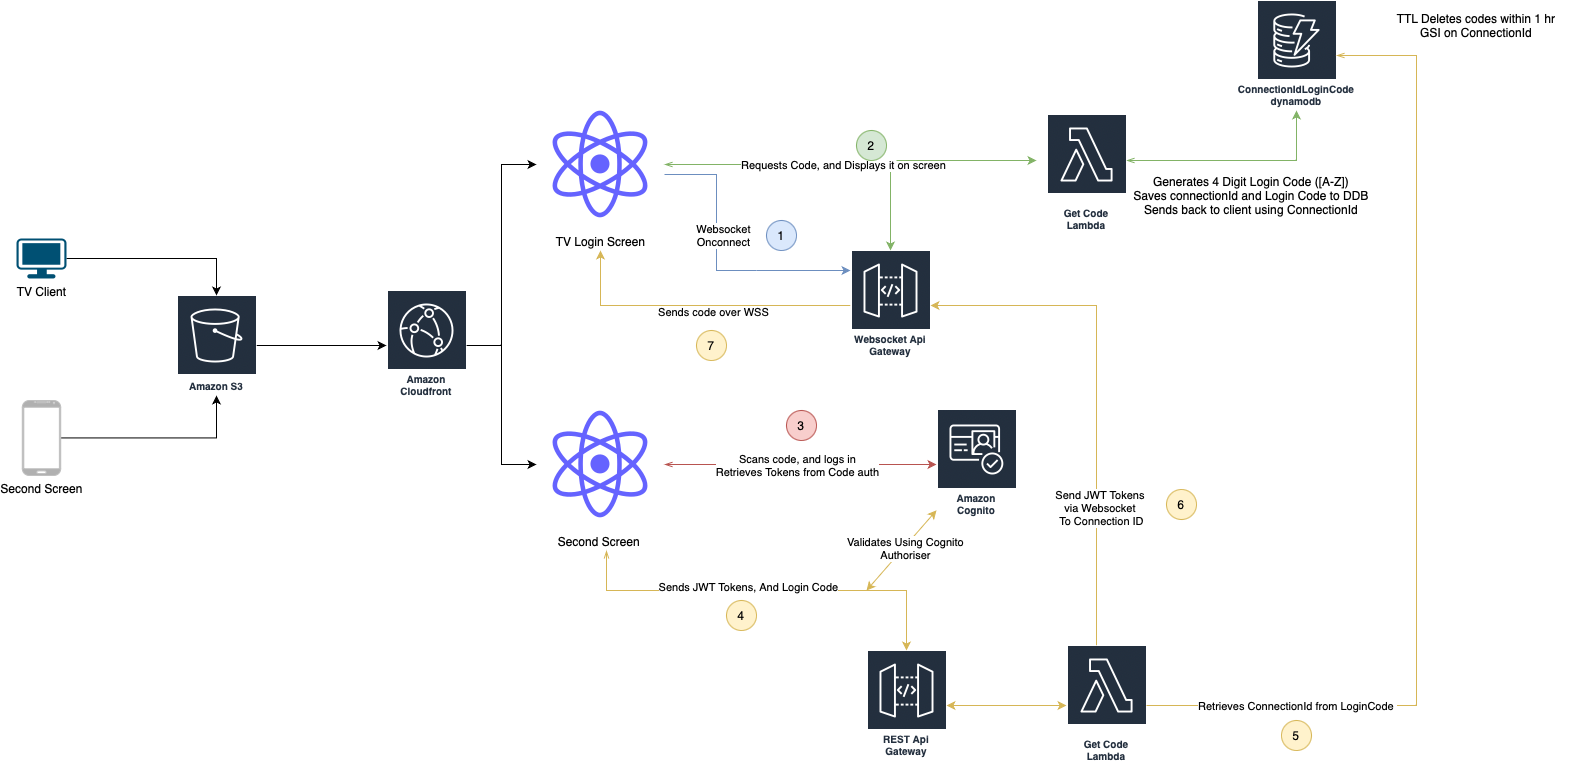 TTL Deletes codes within 1 hr
GSI on ConnectionId
ConnectionIdLoginCode
dynamodb
2
Requests Code, and Displays it on screen
Generates 4 Digit Login Code ([A-Z])
Saves connectionId and Login Code to DDB
Sends back to client using ConnectionId
Get Code
Lambda
Websocket
Onconnect
1
TV Login Screen
TV Client
Sends code over WSS
7
Websocket Api
Gateway
Amazon S3
Amazon
Cloudfront
3
Scans code, and logs in
Retrieves Tokens from Code auth
Amazon
Cognito
Second Screen
Send JWT Tokens
via Websocket
To Connection ID
6
Second Screen
Validates Using Cognito
Authoriser
Sends JWT Tokens, And Login Code
4
REST Api
Gateway
Get Code
Lambda
Retrieves ConnectionId from LoginCode
5